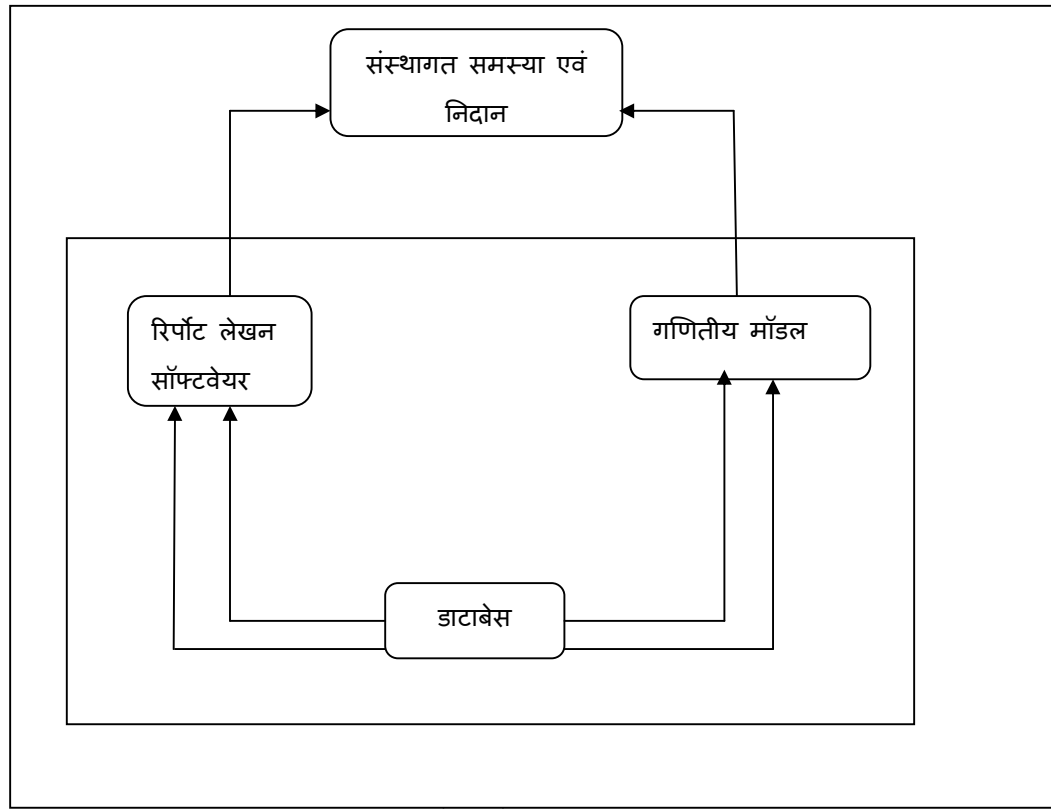 संस्थागत समस्या एवं
निदान
रिर्पोट लेखन
सॉफ्टवेयर
गणितीय मॉडल
डाटाबेस